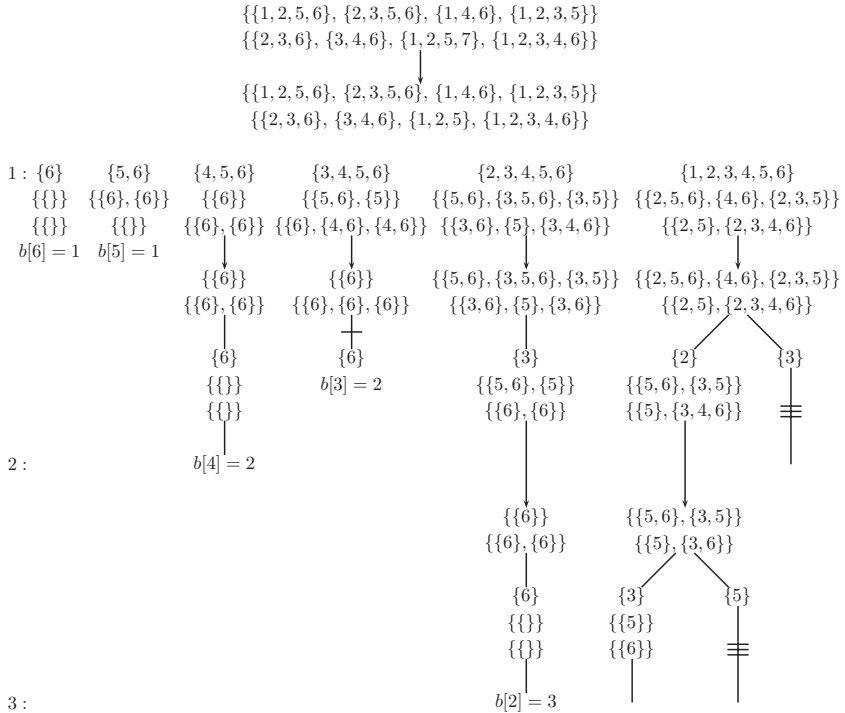 {{1, 2, 5, 6}, {2, 3, 5, 6}, {1, 4, 6}, {1, 2, 3, 5}}
{{2, 3, 6}, {3, 4, 6}, {1, 2, 5, 7}, {1, 2, 3, 4, 6}}
{{1, 2, 5, 6}, {2, 3, 5, 6}, {1, 4, 6}, {1, 2, 3, 5}}
{{2, 3, 6}, {3, 4, 6}, {1, 2, 5}, {1, 2, 3, 4, 6}}
1 : {6} {5, 6} {4, 5, 6} {3, 4, 5, 6} {2, 3, 4, 5, 6} {1, 2, 3, 4, 5, 6}
{{}} {{6}, {6}} {{6}} {{5, 6}, {5}} {{5, 6}, {3, 5, 6}, {3, 5}} {{2, 5, 6}, {4, 6}, {2, 3, 5}}
{{}} {{}} {{6}, {6}} {{6}, {4, 6}, {4, 6}} {{3, 6}, {5}, {3, 4, 6}} {{2, 5}, {2, 3, 4, 6}}
b[6] = 1 b[5] = 1
{{6}} {{6}} {{5, 6}, {3, 5, 6}, {3, 5}} {{2, 5, 6}, {4, 6}, {2, 3, 5}}
{{6}, {6}} {{6}, {6}, {6}} {{3, 6}, {5}, {3, 6}} {{2, 5}, {2, 3, 4, 6}}
{6} {6} {3} {2} {3}
{{}} b[3] = 2 {{5, 6}, {5}} {{5, 6}, {3, 5}}
{{}} {{6}, {6}} {{5}, {3, 4, 6}}
2 : b[4] = 2
{{6}} {{5, 6}, {3, 5}}
{{6}, {6}} {{5}, {3, 6}}
{6} {3} {5}
{{}} {{5}}
{{}} {{6}}
3 : b[2] = 3